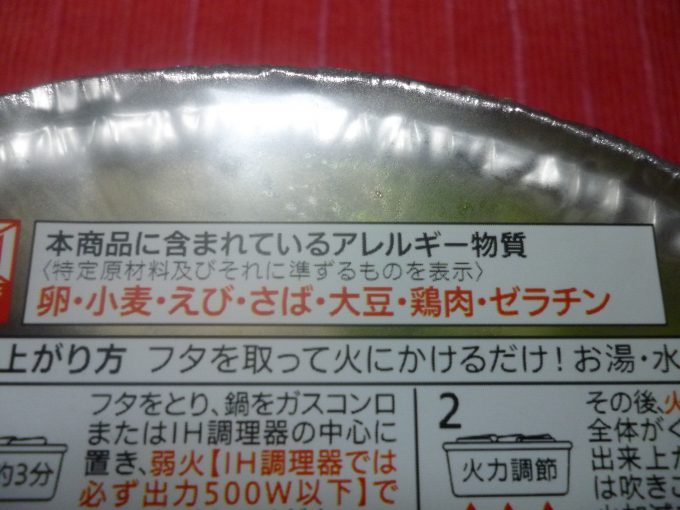 本商品に含まれているアレルギー物質
〈特定原材料及びそれに準ずるものを表示〉
卵・小麦・えび・さば・大豆・鶏肉・ゼラチン
上がり方 フタを取って火にかけるだけ!お湯・水
フタをとり、鍋をガスコンロ
またはIH調理器の中心に
置き、弱火【IH調理器では
必ず出力500W以下】で
約3分
2
火力調節
その後、火
全体がく
出来上が
は吹きこ